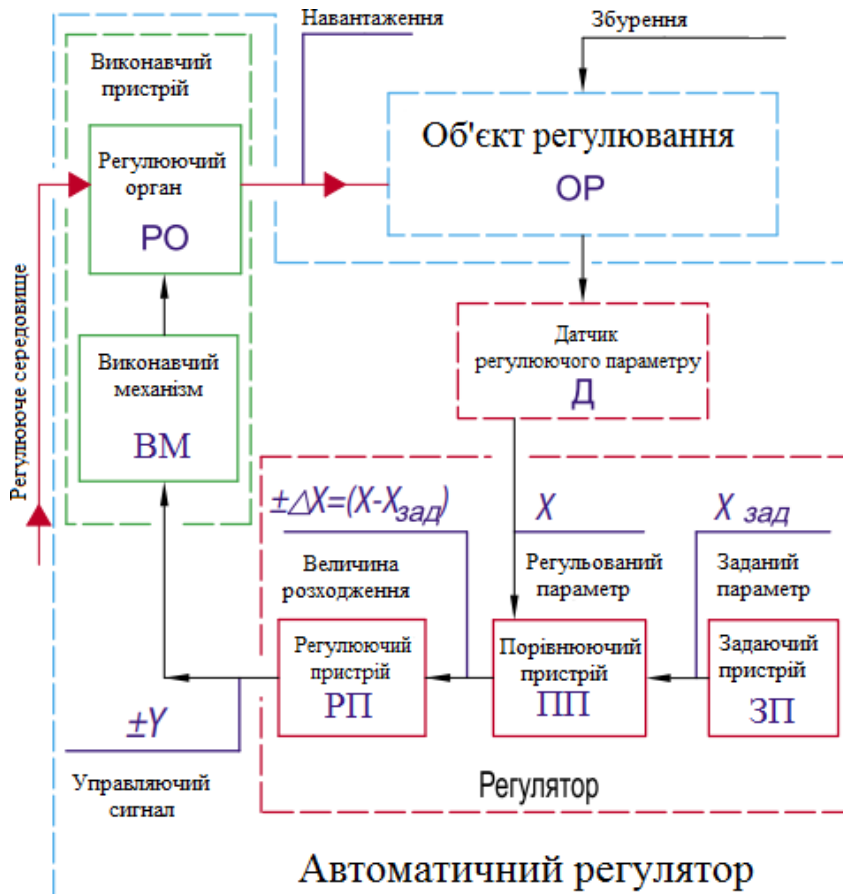 Навантаження
Збурення
Виконавчий
пристрій
Об'єкт регулювання
ОР
Регулюючий
орган
РО
Регулююче середовище
Датчик
регулюючого параметру
Д
Виконавчий
механізм
ВМ
±△X=(X-Xзад)
X
X зад
Величина
розходження
Регульований
параметр
Заданий
параметр
Регулюючий
пристрій
РП
Порівнюючий
пристрій
ПП
Задаючий
пристрій
ЗП
±Y
Управляючий
сигнал
Регулятор
Автоматичний регулятор